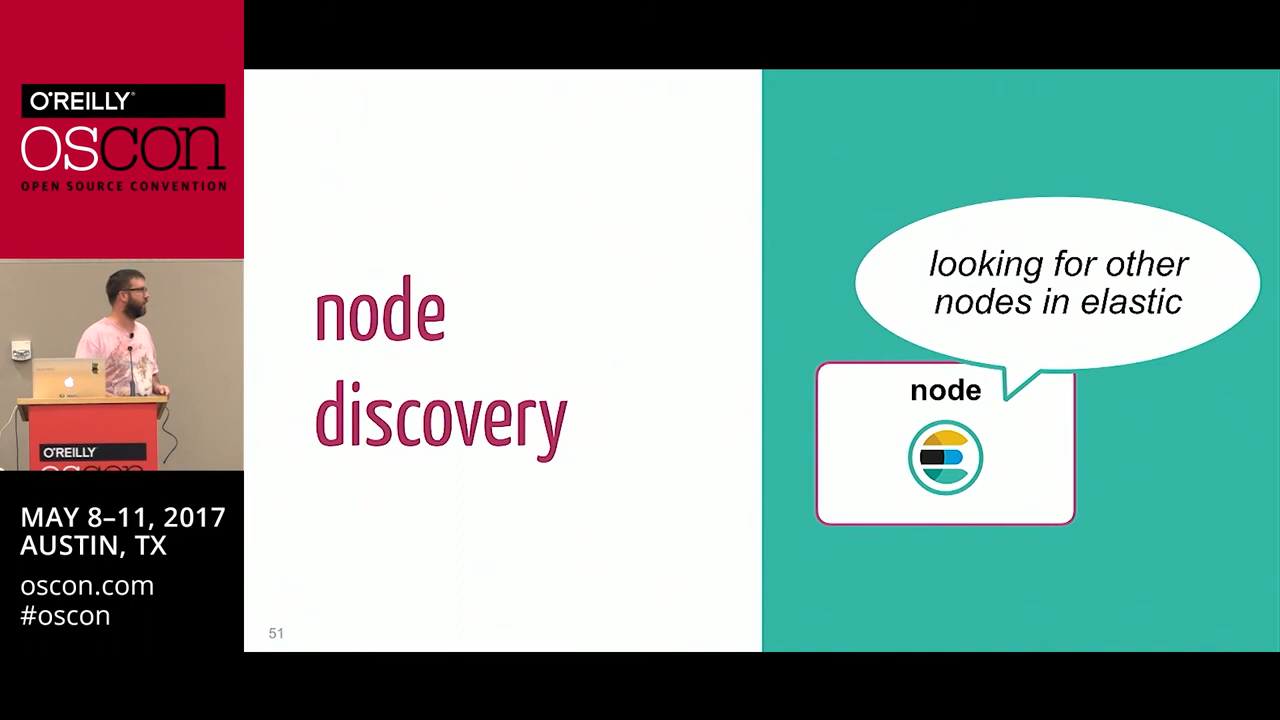 O'REILLY®
OSCON
OPEN SOURCE CONVENTION
O'REILLY
OSCON
MAY 8–11, 2017
AUSTIN, TX
oscon.com
#oscon
node
discovery
51
looking for other
nodes in elastic
node